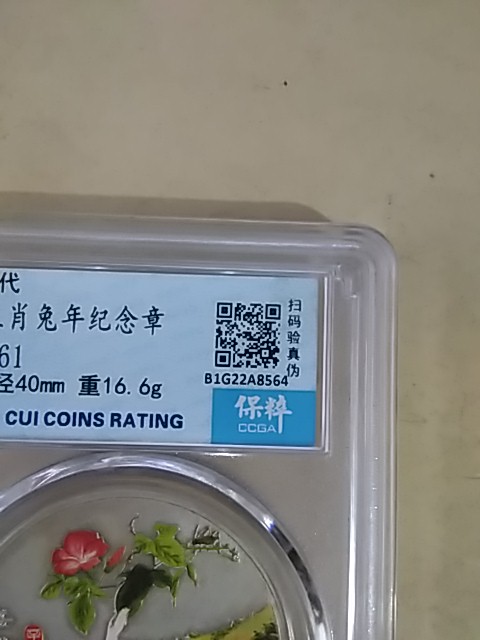 代
肖兔年纪念章
61
径40mm 重16.6g
CUI COINS RATING
扫码验真伪
B1G22A8564
保粹
CCGA